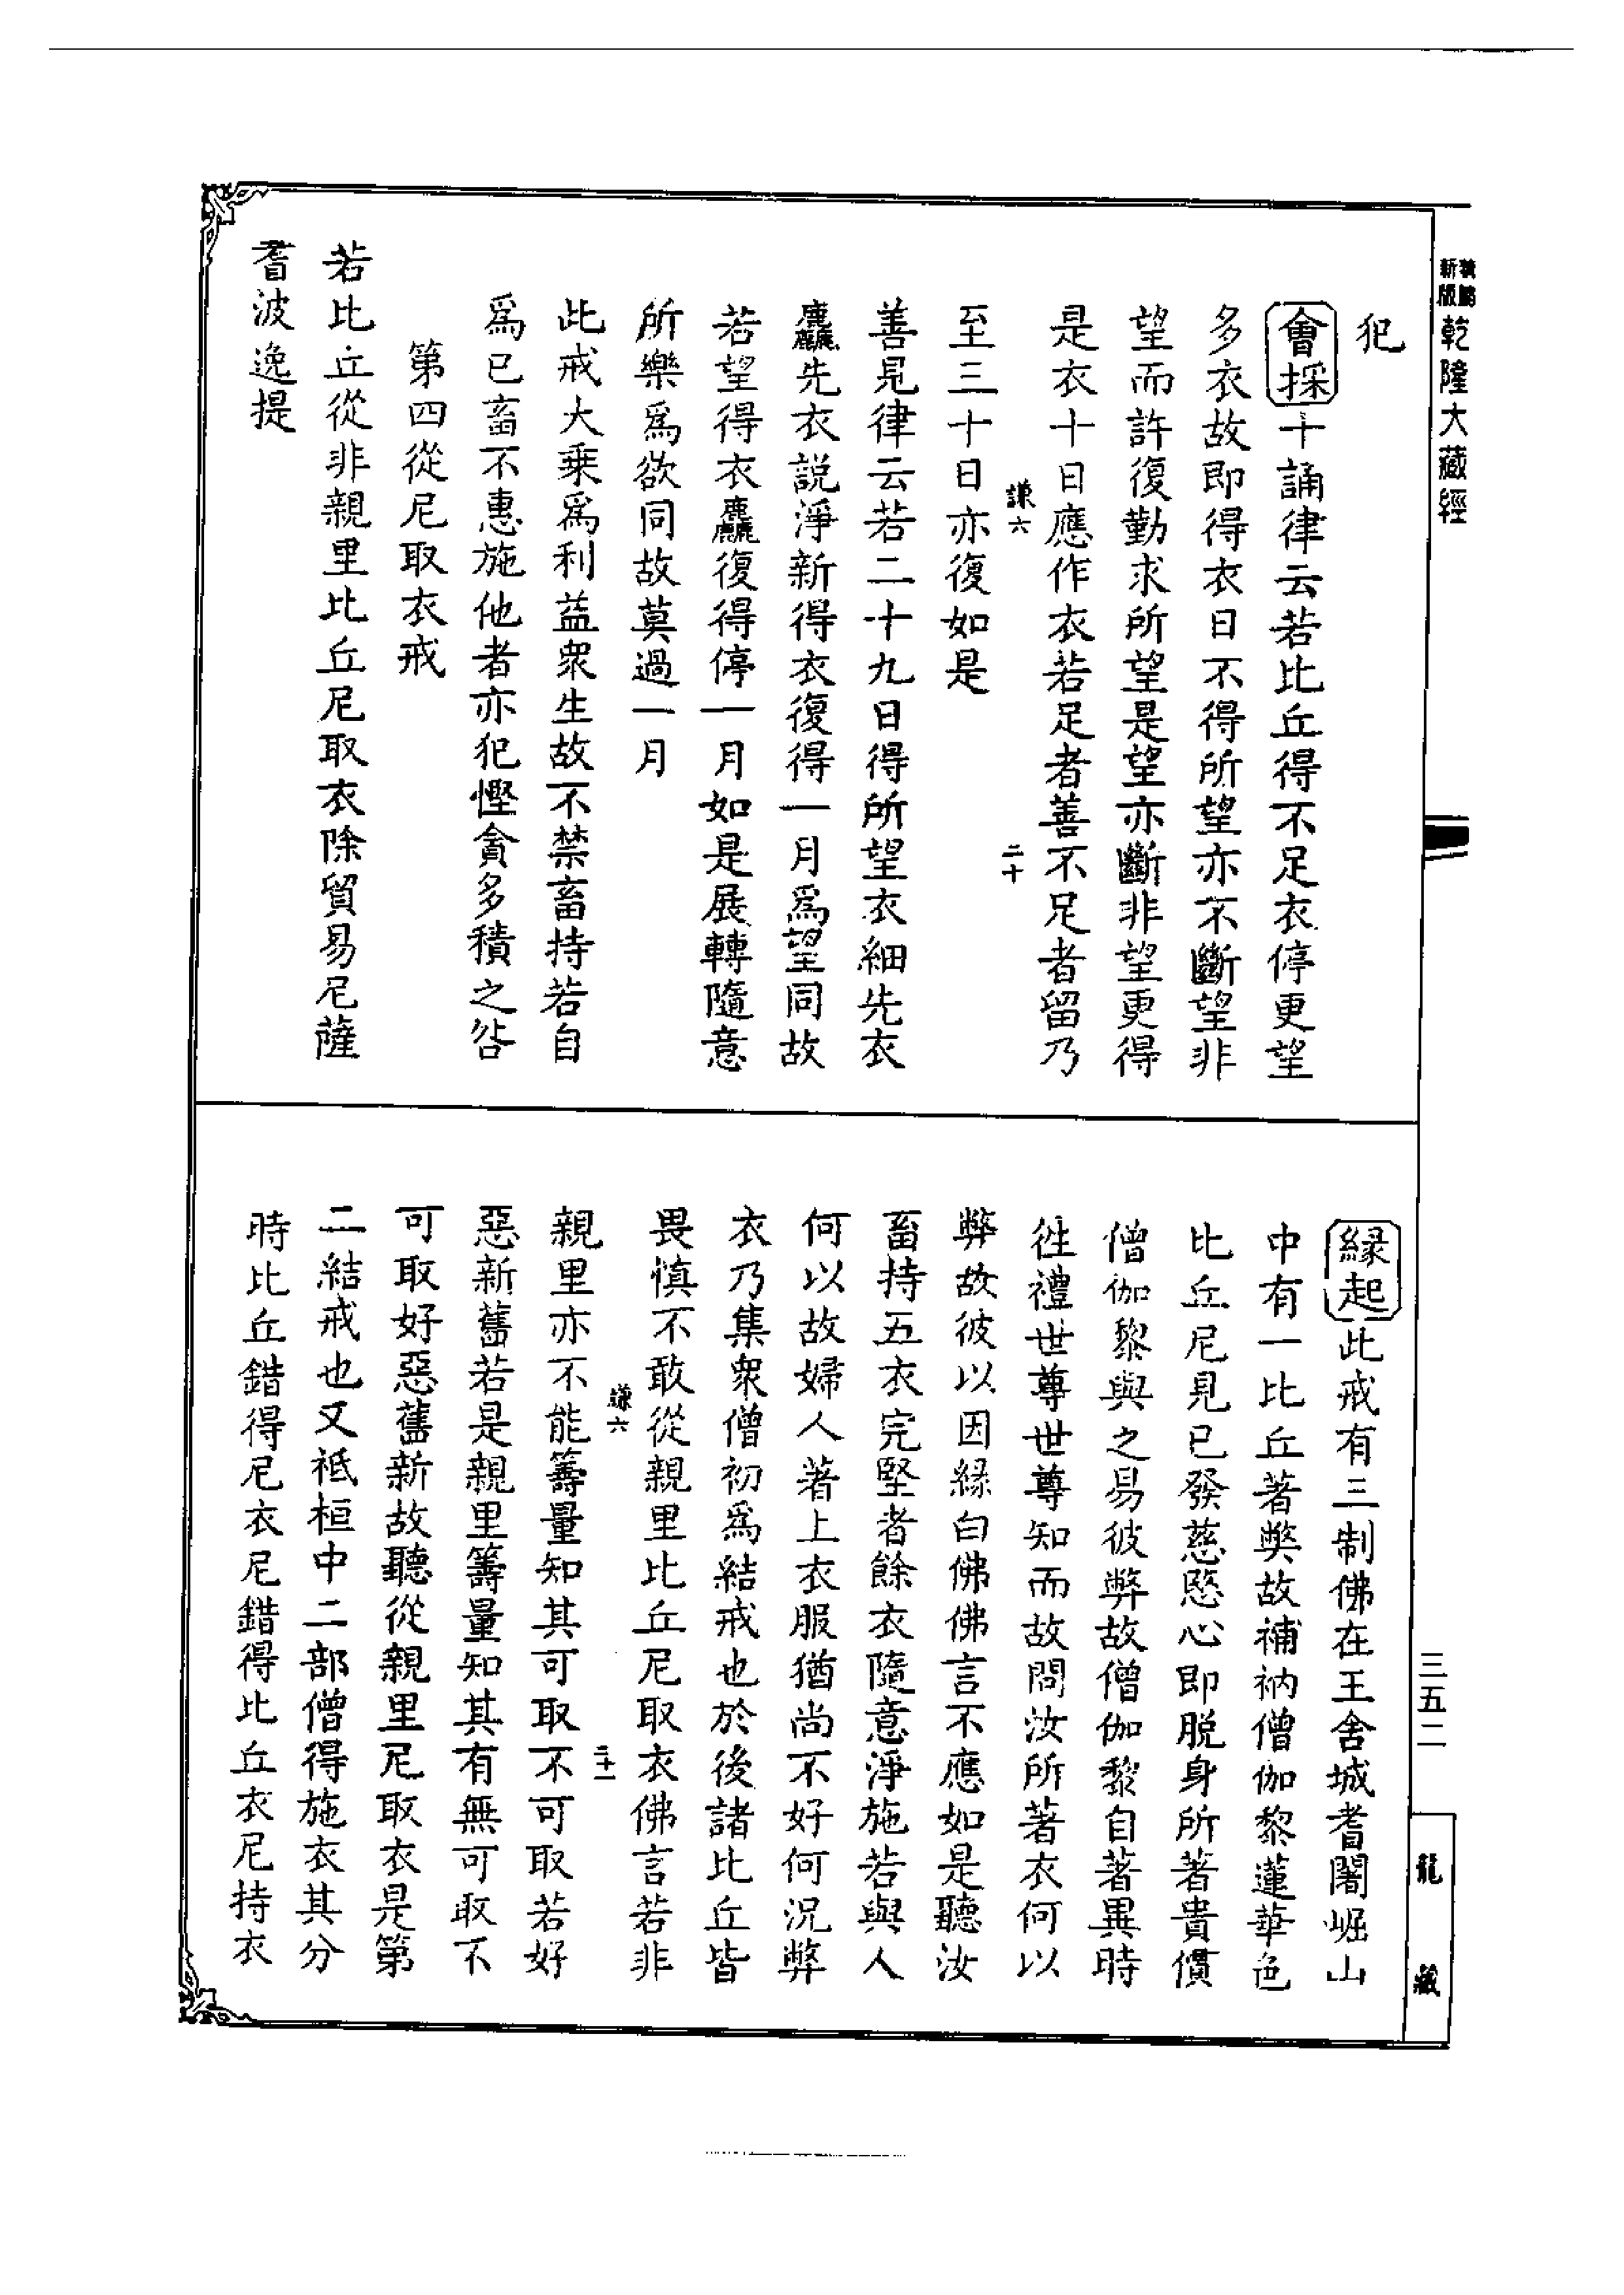 新版
乾隆大藏經
犯
會採十誦律云若比丘得不足衣停更望
多衣故即得衣日不得所望亦不斷望非
望而許復勤求所望是望亦斷非望更得
是衣十日應作衣若足者善不足者留乃
謙六
二十
至三十日亦復如是
善見律云若二十九日得所望衣細先衣
麤先衣說淨新得衣復得一月為望同故
若望得衣麤復得停一月如是展轉隨意
所樂為欲同故莫過一月
此戒大乘為利益衆生故不禁畜持若自
為已畜不惠施他者亦犯慳貪多積之咎
第四從尼取衣戒
若比丘從非親里比丘尼取衣除貿易尼薩
耆波逸提
緣起此戒有三制佛在王舍城耆闍崛山
中有一比丘著獘故補衲僧伽黎蓮華色
比丘尼見已發慈愍心即脫身所著貴價
僧伽黎與之易彼弊故僧伽黎自著異時
徃禮世尊世尊知而故問汝所著衣何以
弊故彼以因緣白佛佛言不應如是聽汝
畜持五衣完堅者餘衣隨意淨施若與人
何以故婦人著上衣服猶尚不好何況弊
衣乃集衆僧初為結戒也於後諸比丘皆
畏慎不敢從親里比丘尼取衣佛言若非
謙六
二十一
親里亦不能籌量知其可取不可取若好
惡新舊若是親里籌量知其有無可取不
可取好惡舊新故聽從親里尼取衣是第
二結戒也又祇桓中二部僧得施衣其分
時比丘錯得尼衣尼錯得比丘衣尼持衣
三五二
龍藏